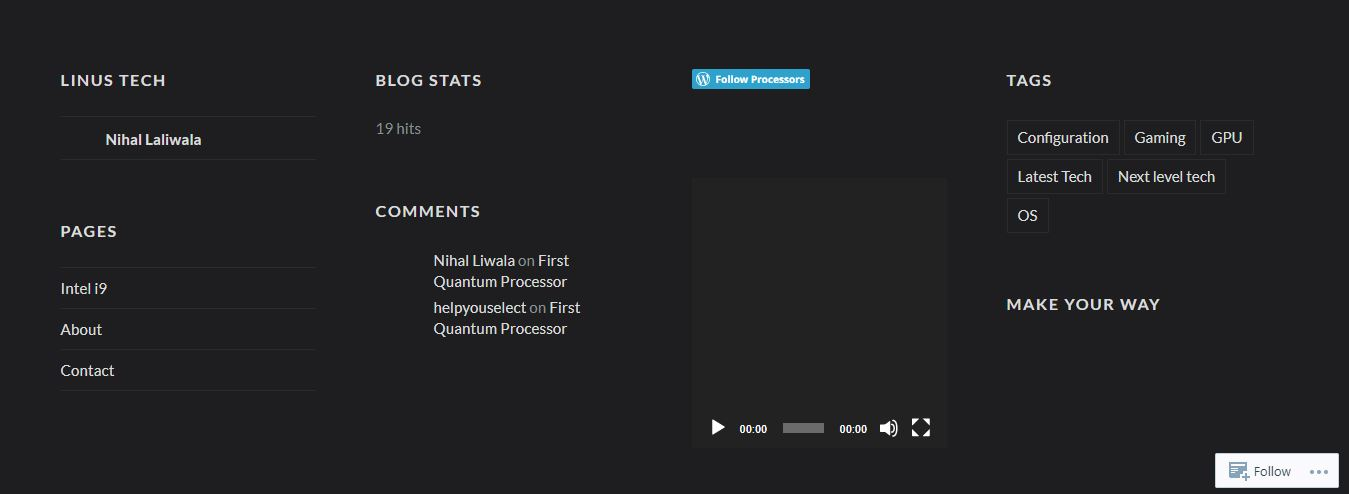 LINUS TECH
Nihal Laliwala
PAGES
Intel i9
About
Contact
BLOG STATS
19 hits
COMMENTS
Nihal Liwala on First
Quantum Processor
helpyouselect on First
Quantum Processor
Follow Processors
00:00 00:00
TAGS
Configuration Gaming GPU
Latest Tech Next level tech
OS
MAKE YOUR WAY
Follow